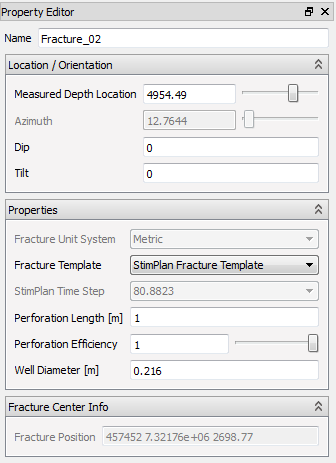 Property Editor
Name Fracture_02
Location / Orientation
Measured Depth Location 4954.49
Azimuth 12.7644
Dip 0
Tilt 0
Properties
Fracture Unit System Metric
Fracture Template StimPlan Fracture Template
StimPlan Time Step 80.8823
Perforation Length [m] 1
Perforation Efficiency 1
Well Diameter [m] 0.216
Fracture Center Info
Fracture Position 457452 7.32176e+06 2698.77